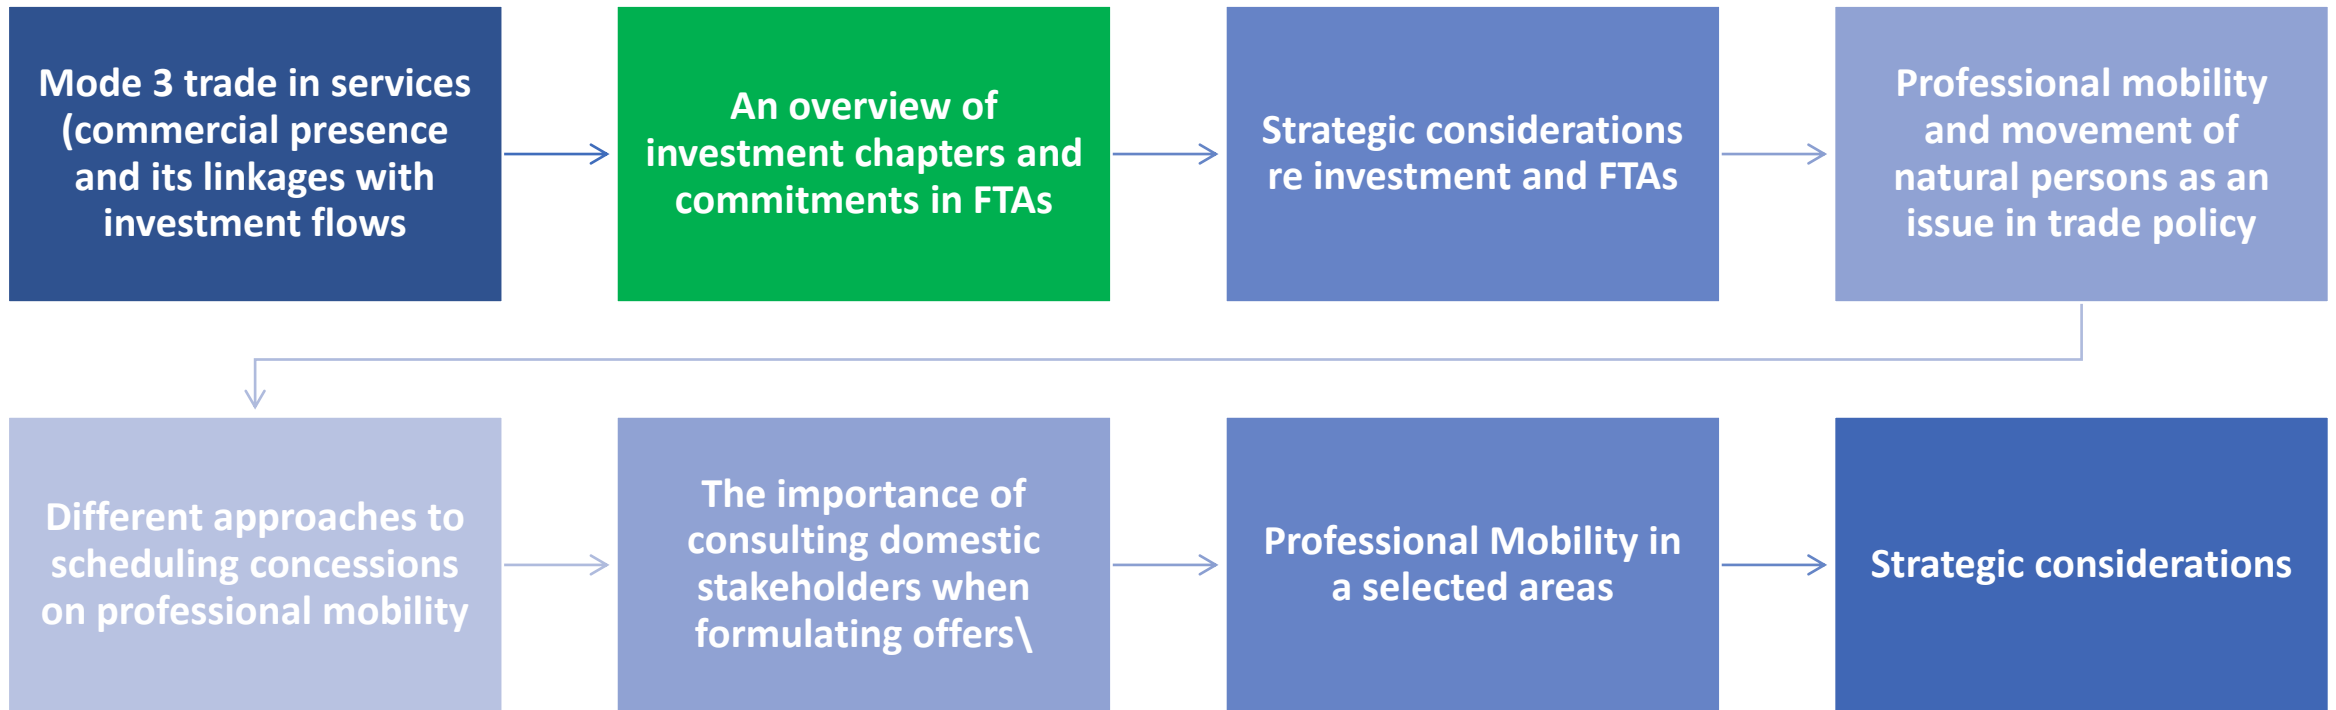 Mode 3 trade in services
(commercial presence
and its linkages with
investment flows
An overview of
investment chapters and
commitments in FTAs
Strategic considerations
re investment and FTAs
Professional mobility
and movement of
natural persons as an
issue in trade policy
Different approaches to
scheduling concessions
on professional mobility
The importance of
consulting domestic
stakeholders when
formulating offers\
Professional Mobility in
a selected areas
Strategic considerations